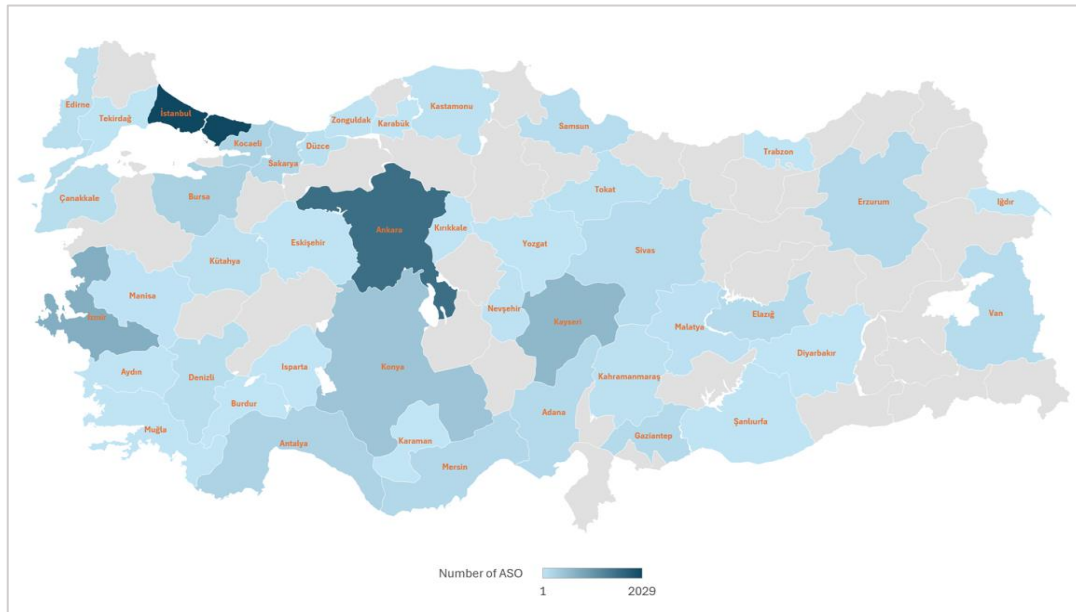 Edirne
Tekirdağ
İstanbul
Kocaeli
Sakarya
Düzce
Zonguldak
Karabük
Kastamonu
Samsun
Trabzon
Erzurum
Iğdır
Çanakkale
Bursa
Ankara
Kırıkkale
Tokat
Eskişehir
Yozgat
Sivas
Kütahya
Manisa
İzmir
Nevşehir
Kayseri
Malatya
Elazığ
Van
Diyarbakır
Aydın
Denizli
Isparta
Konya
Kahramanmaraş
Burdur
Adana
Şanlıurfa
Muğla
Antalya
Karaman
Gaziantep
Mersin
Number of ASO
1 2029